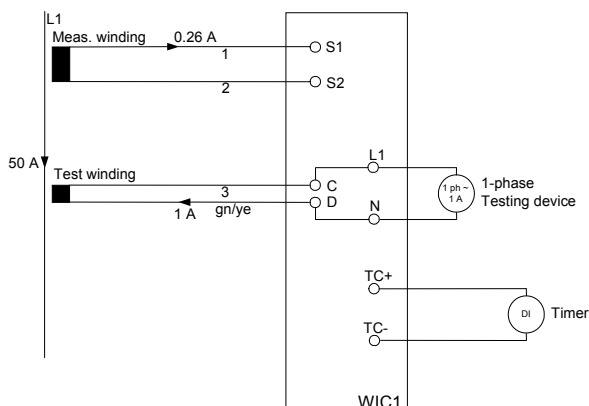 L1
Meas. winding
0.26 A
1
S1
2
S2
50 A
Test winding
3
gn/ye
1 A
C
D
L1
N
1 ph ~
1 A
1-phase
Testing device
TC+
TC-
DI
Timer
WIC1